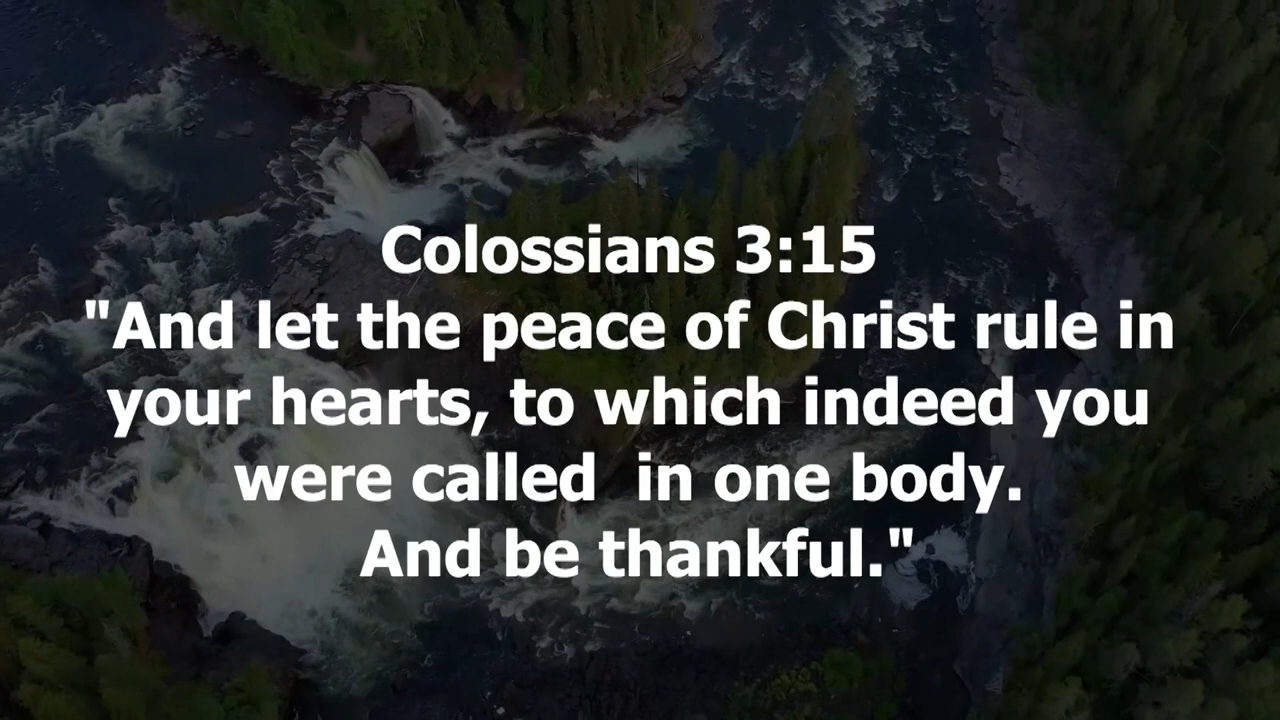 Colossians 3:15
"And let the peace of Christ rule in
your hearts, to which indeed you
were called  in one body.
And be thankful."